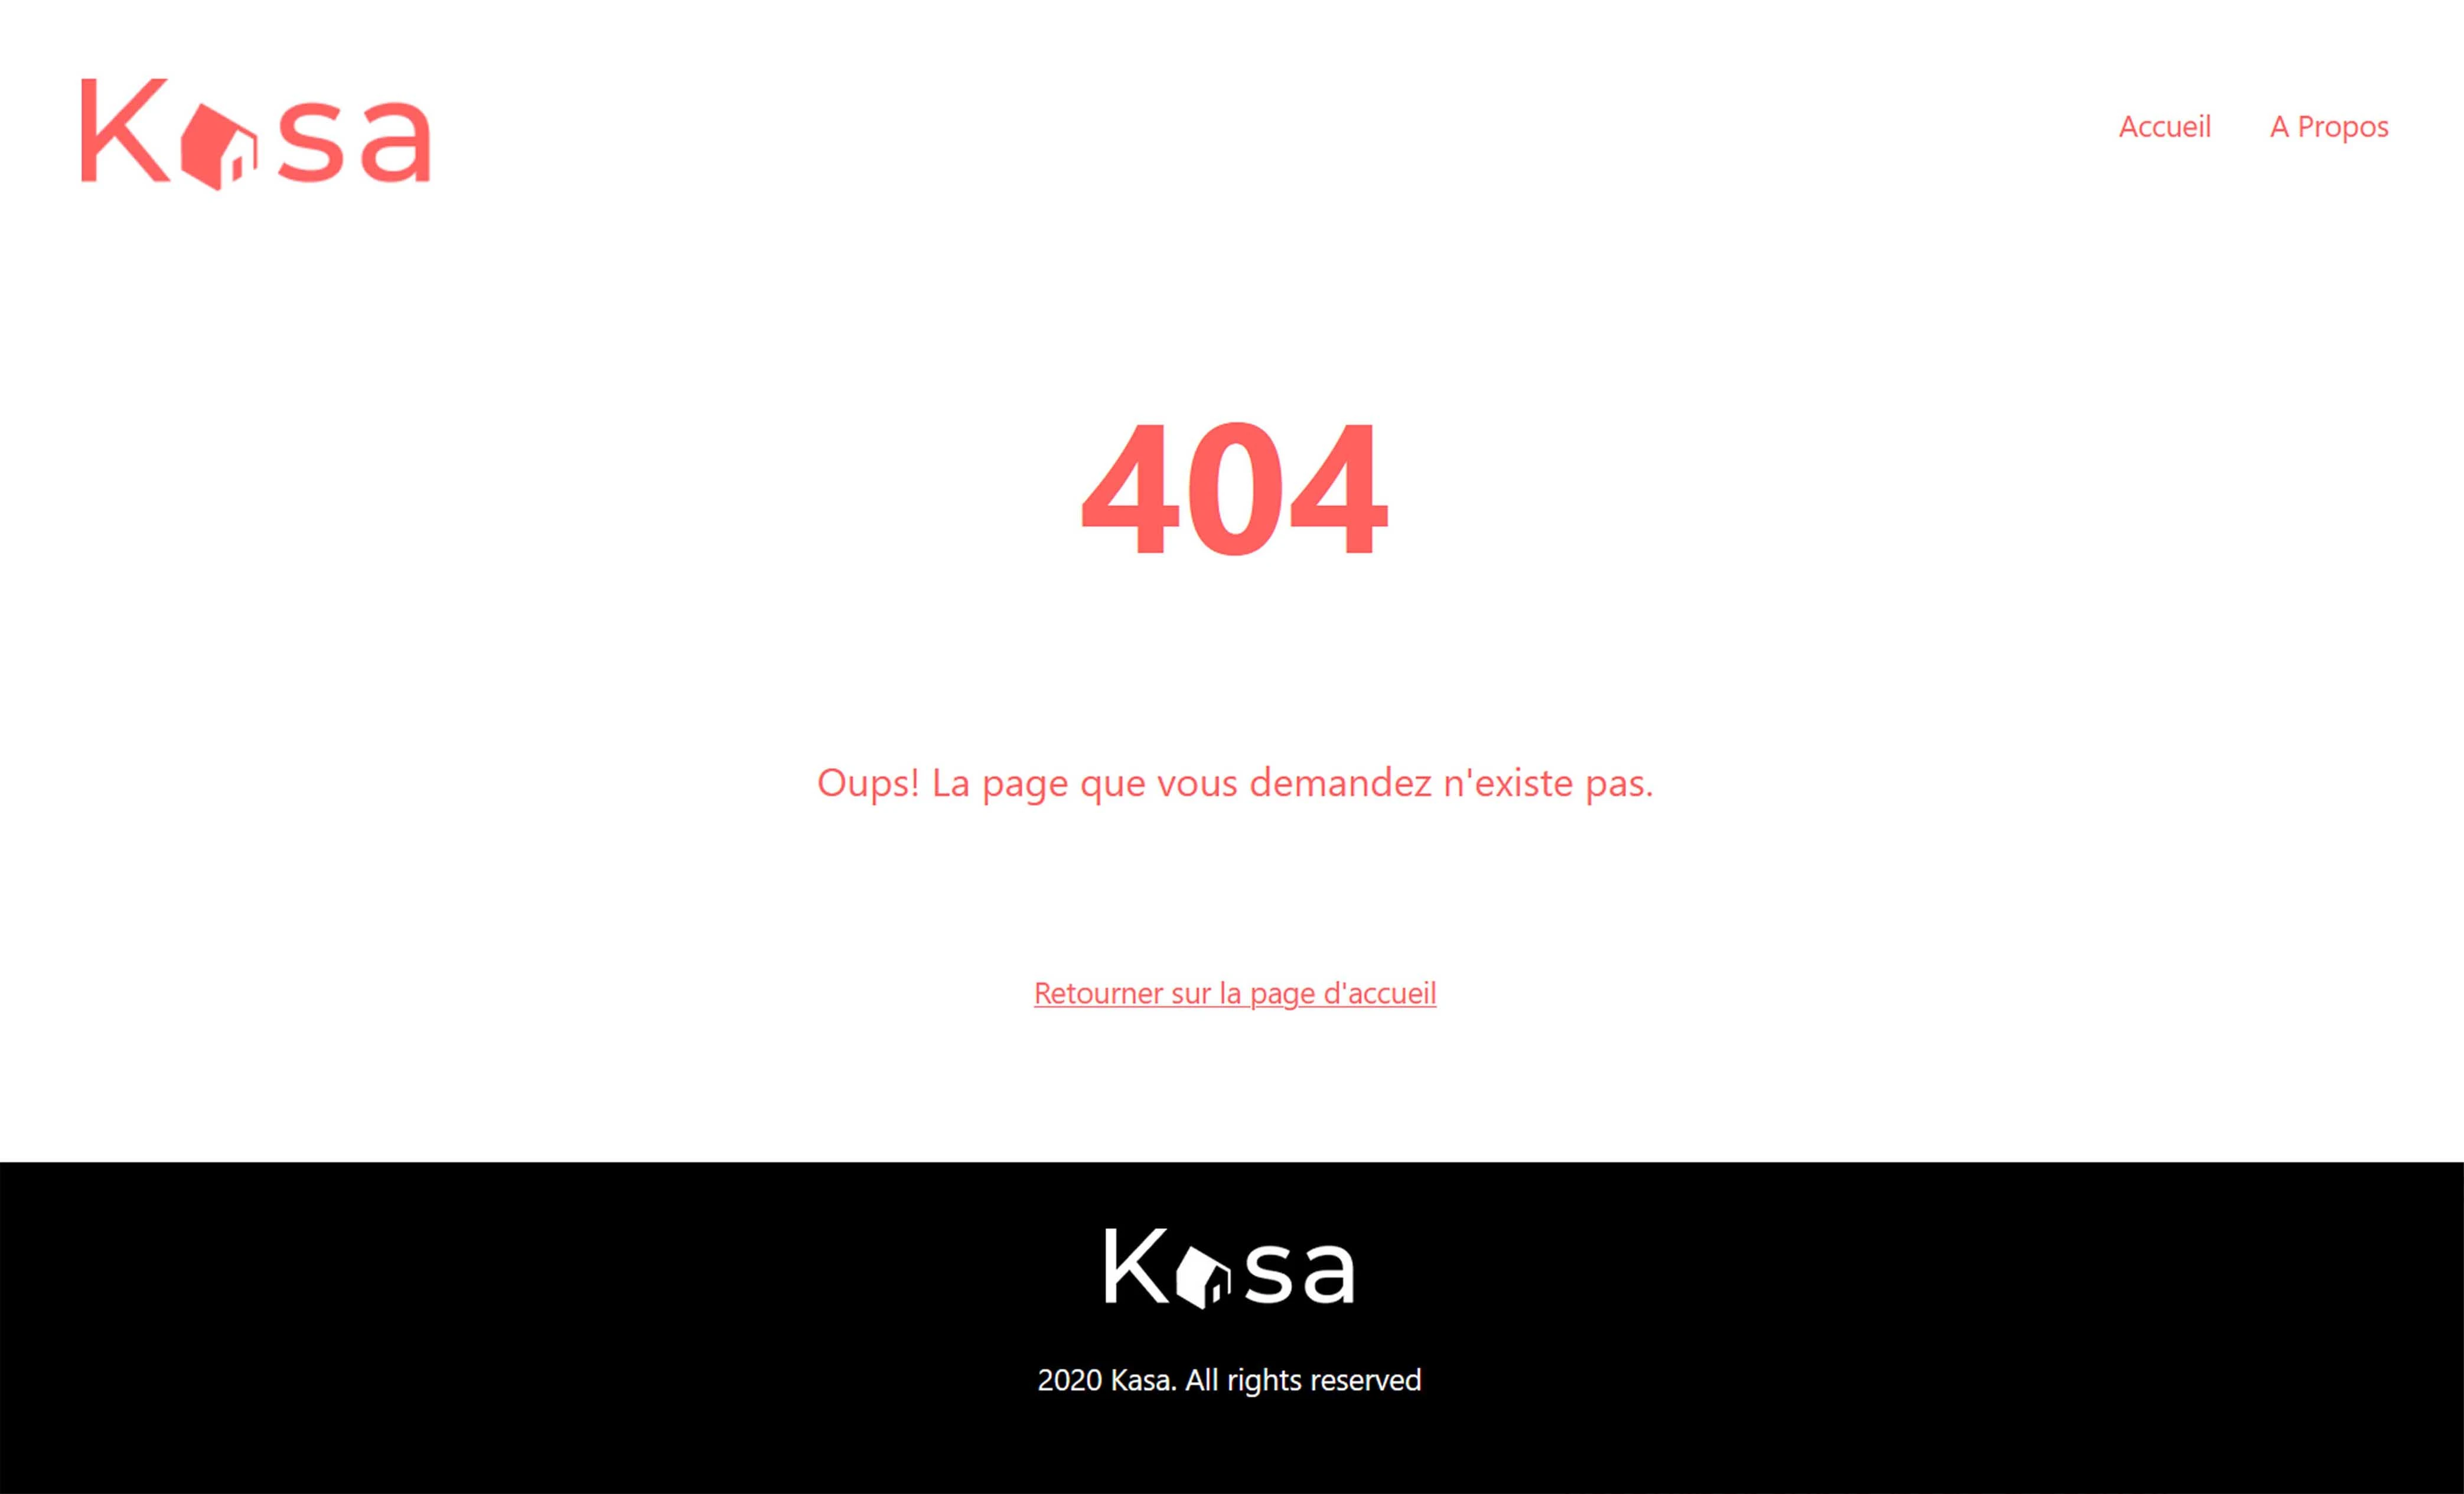 Kasa
Accueil A Propos
404
Oups! La page que vous demandez n'existe pas.
Retourner sur la page d'accueil
Kasa
2020 Kasa. All rights reserved